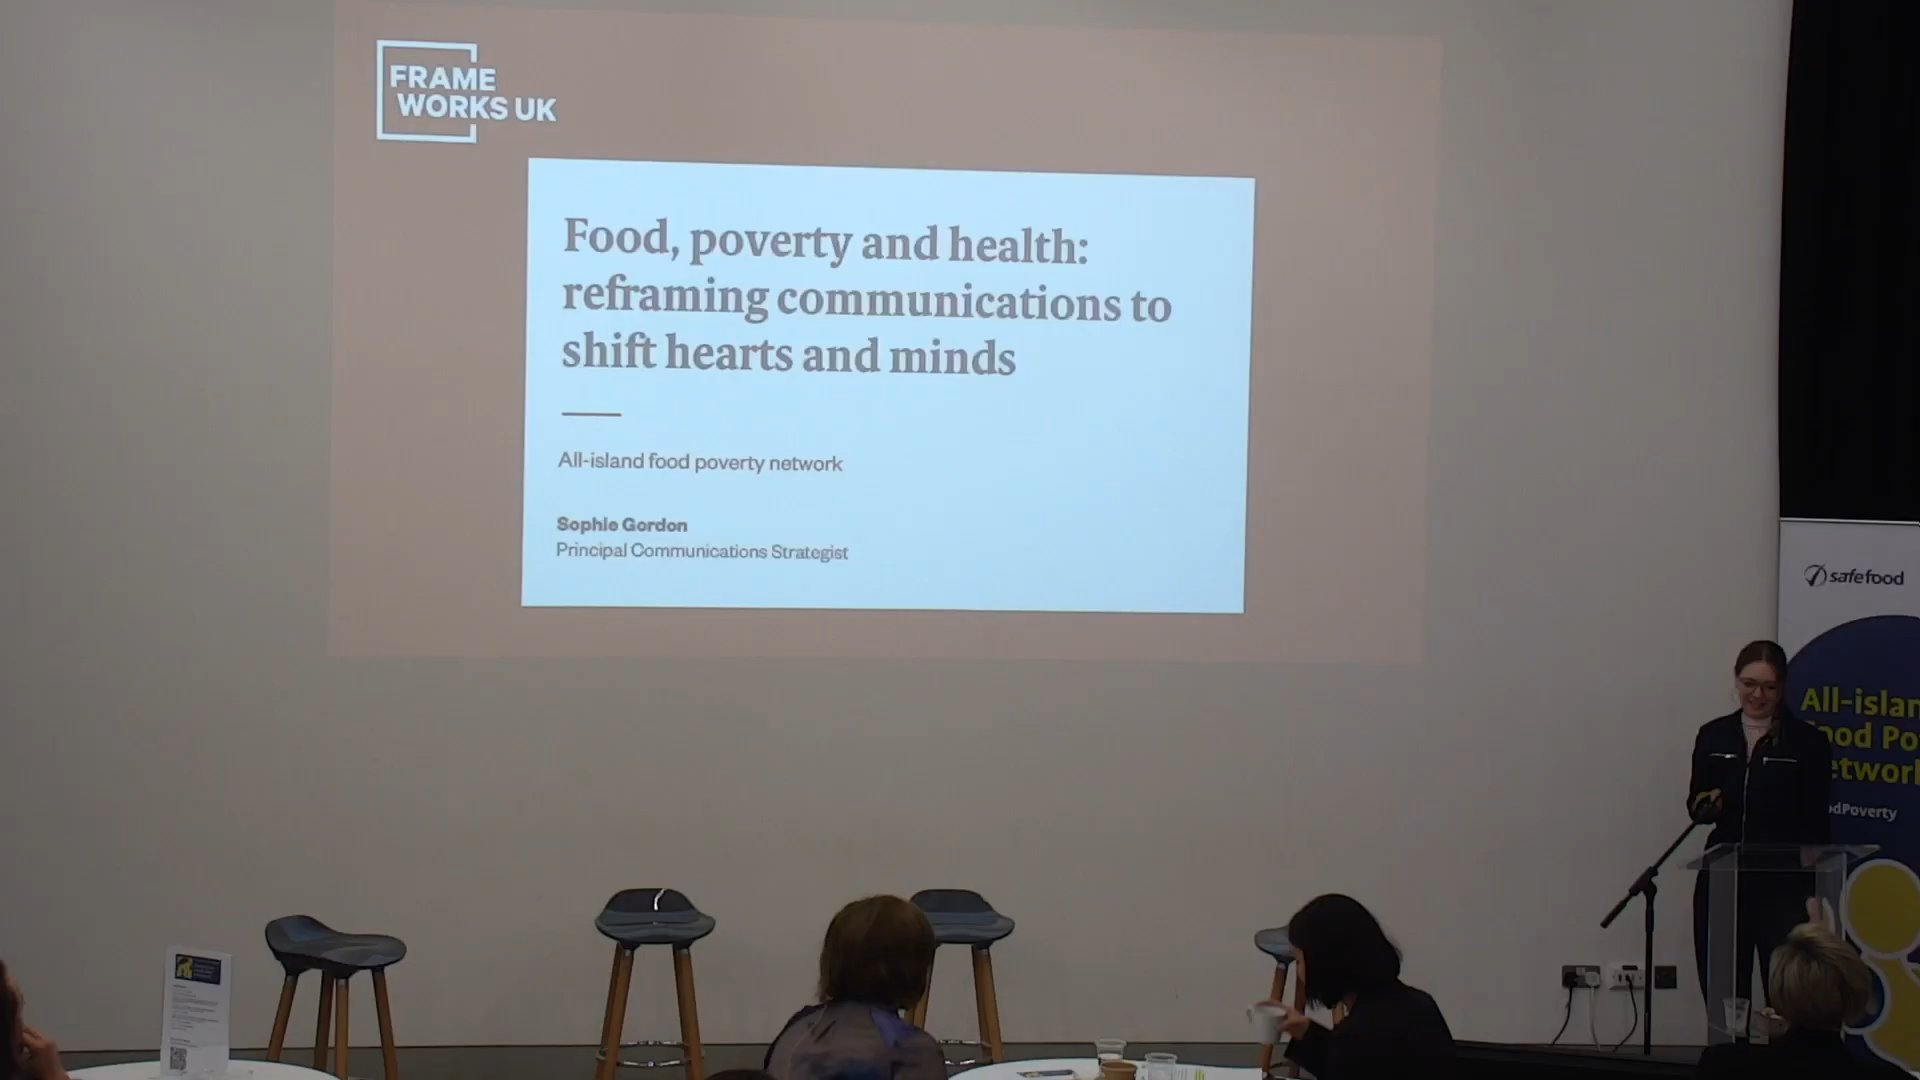 FRAME
WORKS UK
Food, poverty and health:
reframing communications to
shift hearts and minds
All-island food poverty network
Sophie Gordon
Principal Communications Strategist
safefood
All-islan
ood Po
etwork
odPoverty